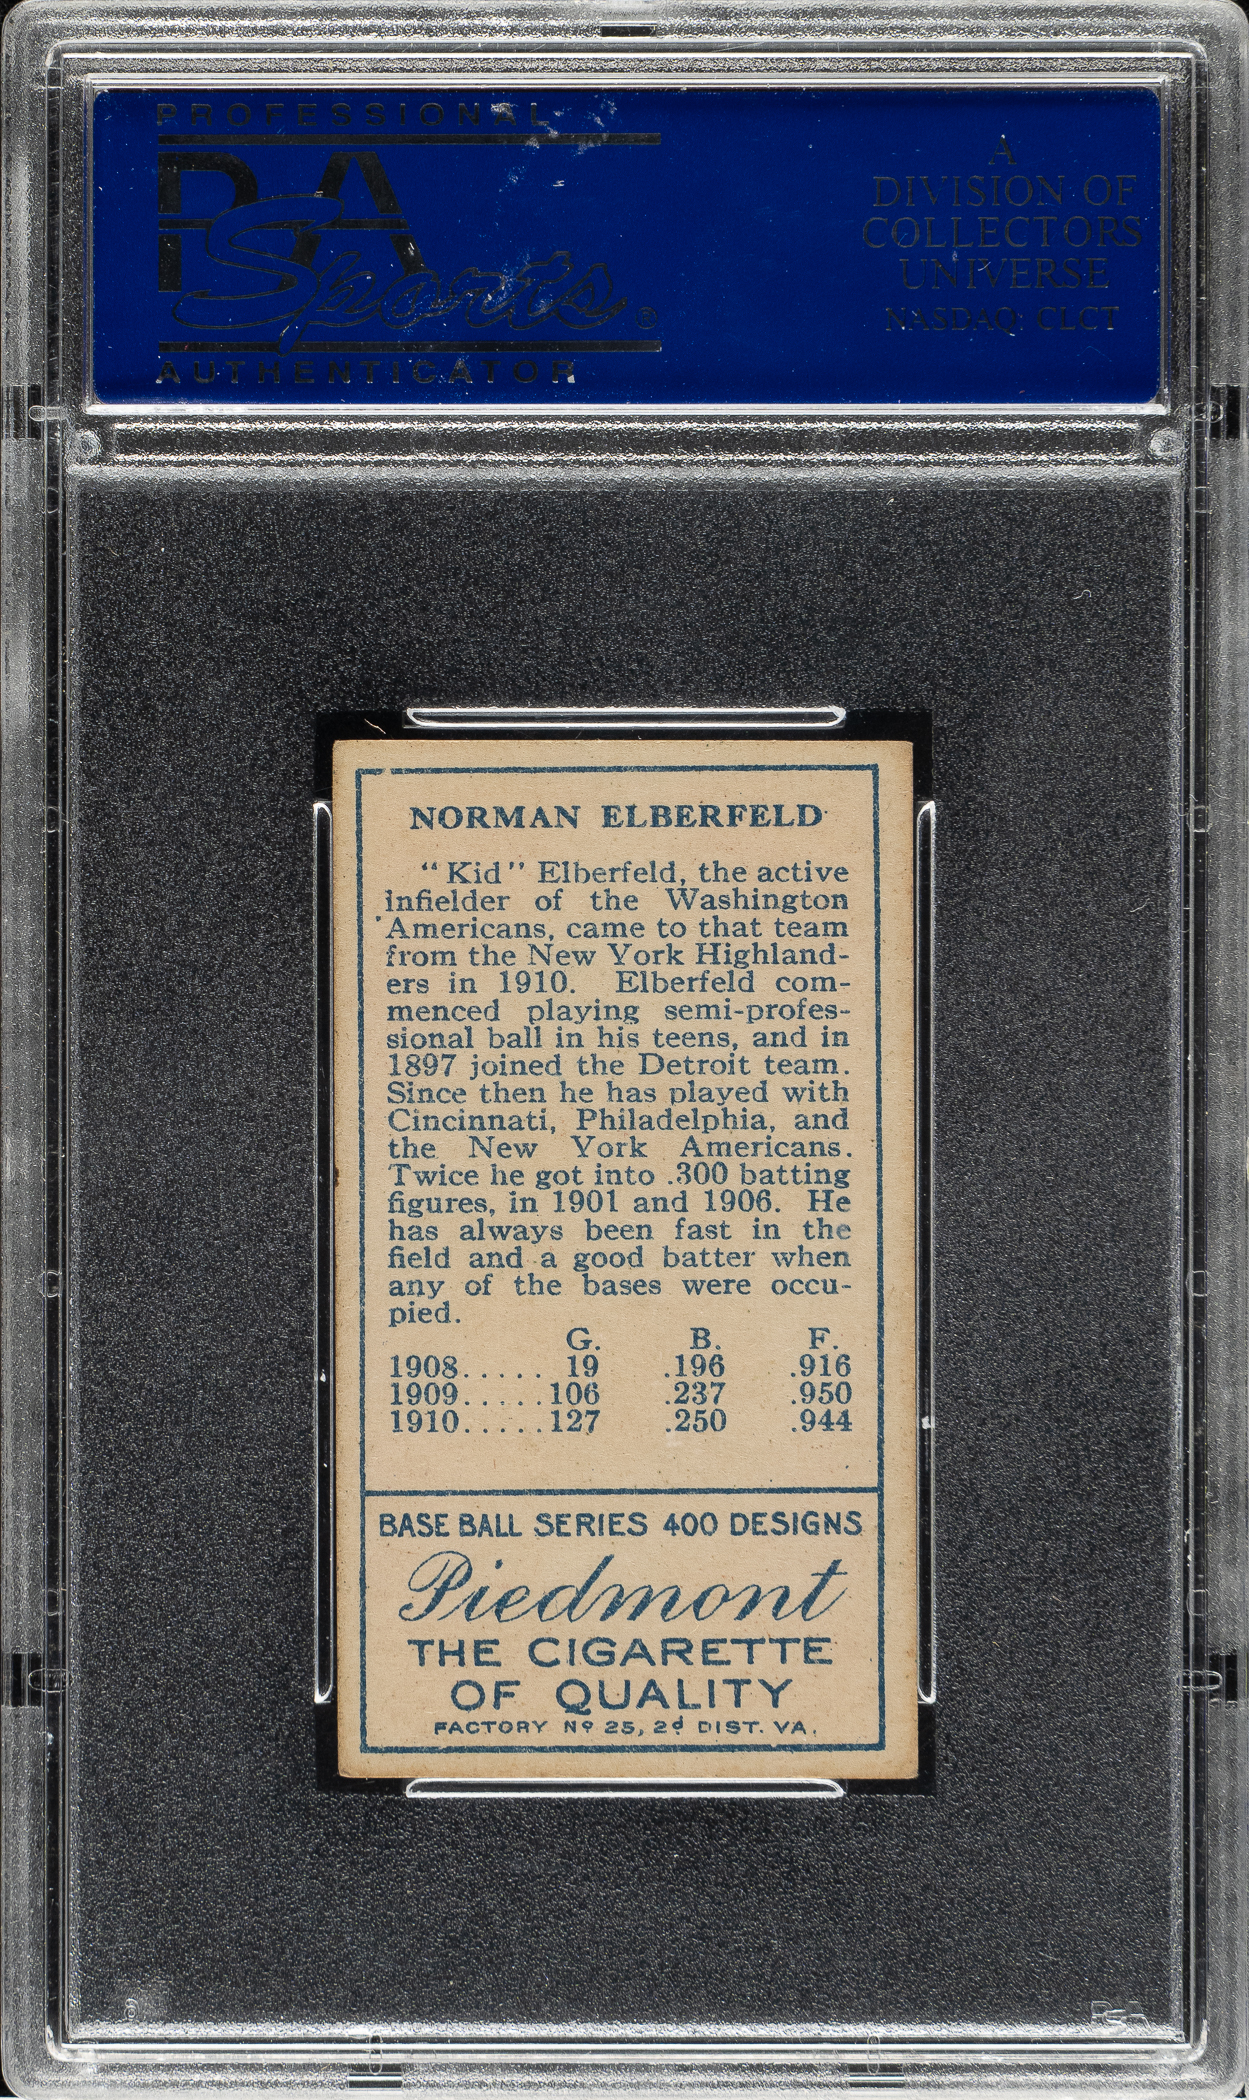 PROFESSIONAL
PSA
Sports®
AUTHENTICATOR
A
DIVISION OF
COLLECTORS
UNIVERSE
NASDAQ: CLCT
NORMAN ELBERFELD
"Kid" Elberfeld, the active
infielder of the Washington
Americans, came to that team
from the New York Highland-
ers in 1910. Elberfeld com-
menced playing semi-profes-
sional ball in his teens, and in
1897 joined the Detroit team.
Since then he has played with
Cincinnati, Philadelphia, and
the New York Americans.
Twice he got into .300 batting
figures, in 1901 and 1906. He
has always been fast in the
field and a good batter when
any of the bases were occu-
pied.
G. B. F.
1908..... 19 .196 .916
1909.....106 .237 .950
1910.....127 .250 .944
BASE BALL SERIES 400 DESIGNS
Piedmont
THE CIGARETTE
OF QUALITY
FACTORY Nº 25, 2d DIST. VA.
PSA